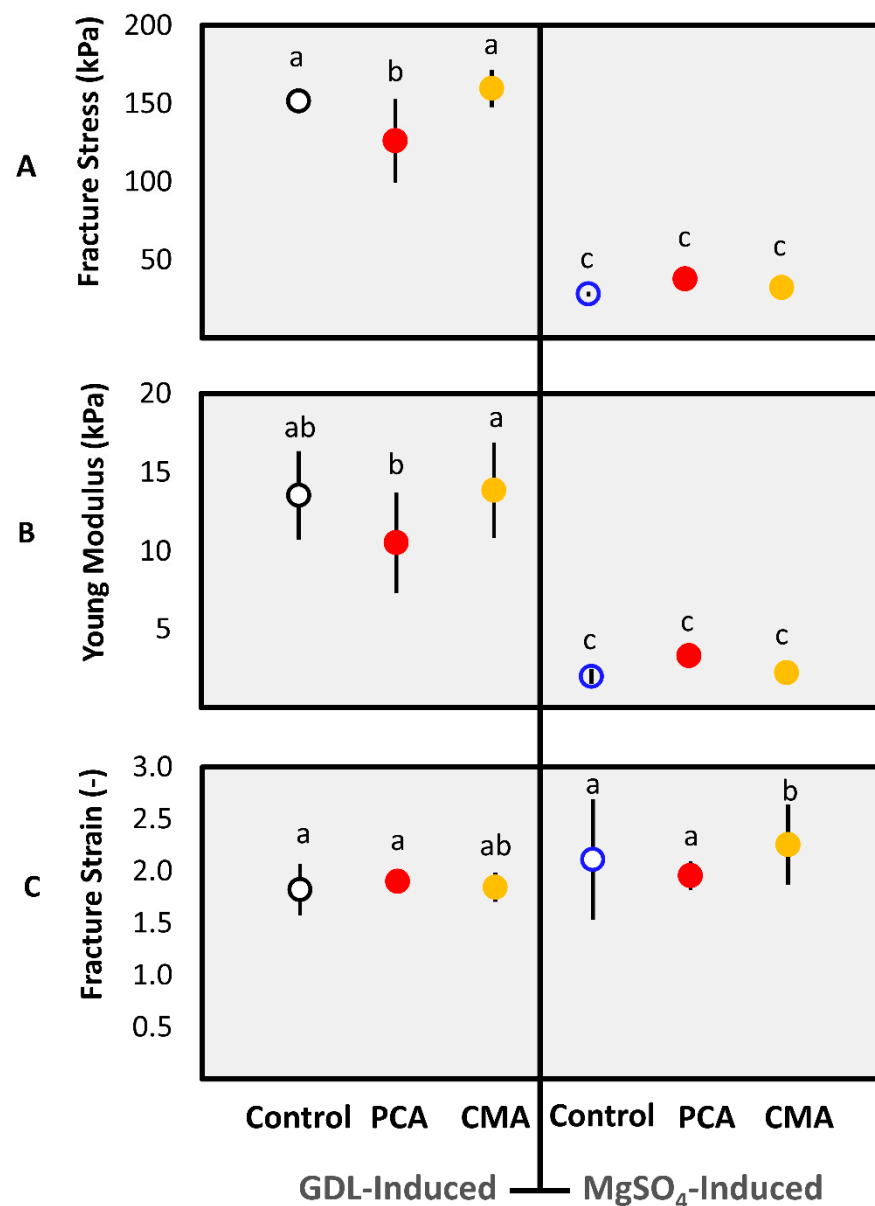 A
Fracture Stress (kPa)
200
150
100
50
a
b
a
c
c
c
B
Young Modulus (kPa)
20
15
10
5
ab
b
a
c
c
c
C
Fracture Strain (-)
3.0
2.5
2.0
1.5
1.0
0.5
a
a
ab
a
a
b
Control PCA CMA Control PCA CMA
GDL-Induced MgSO₄-Induced